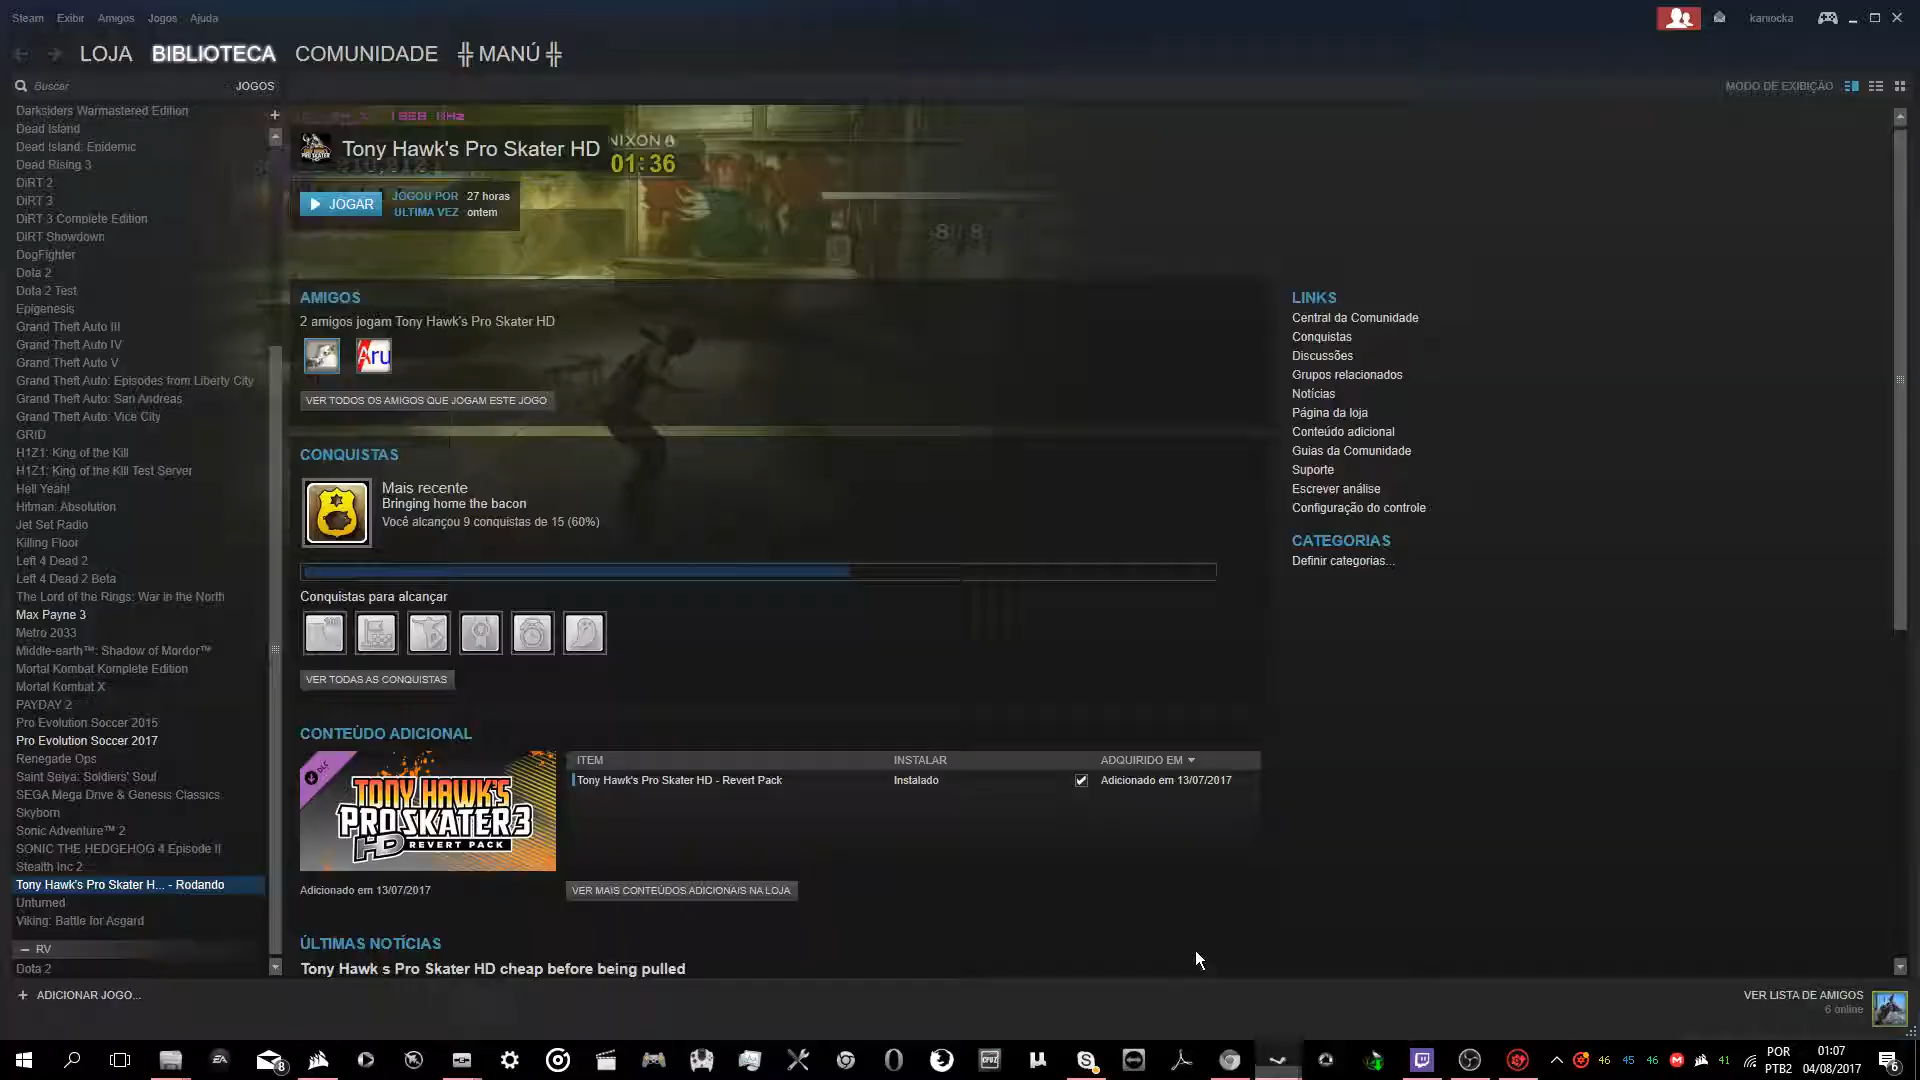 Steam Exibir Amigos Jogos Ajuda
kamocka
LOJA BIBLIOTECA COMUNIDADE ╬ MANÚ ╬
Buscar
JOGOS
MODO DE EXIBIÇÃO
Darksiders Warmastered Edition
Dead Island
Dead Island: Epidemic
Dead Rising 3
DiRT 2
DiRT 3
DiRT 3 Complete Edition
DiRT Showdown
DogFighter
Dota 2
Dota 2 Test
Epigenesis
Grand Theft Auto III
Grand Theft Auto IV
Grand Theft Auto V
Grand Theft Auto: Episodes from Liberty City
Grand Theft Auto: San Andreas
Grand Theft Auto: Vice City
GRID
H1Z1: King of the Kill
H1Z1: King of the Kill Test Server
Hell Yeah!
Hitman: Absolution
Jet Set Radio
Killing Floor
Left 4 Dead 2
Left 4 Dead 2 Beta
The Lord of the Rings: War in the North
Max Payne 3
Metro 2033
Middle-earth™: Shadow of Mordor™
Mortal Kombat Komplete Edition
Mortal Kombat X
PAYDAY 2
Pro Evolution Soccer 2015
Pro Evolution Soccer 2017
Renegade Ops
Saint Seiya: Soldiers' Soul
SEGA Mega Drive & Genesis Classics
Skyborn
Sonic Adventure™ 2
SONIC THE HEDGEHOG 4 Episode II
Stealth Inc 2
Tony Hawk's Pro Skater H... - Rodando
Unturned
Viking: Battle for Asgard
RV
Dota 2
+ ADICIONAR JOGO...
Tony Hawk's Pro Skater HD
NIXON
01:36
JOGAR
JOGOU POR 27 horas
ÚLTIMA VEZ ontem
AMIGOS
2 amigos jogam Tony Hawk's Pro Skater HD
Aru
VER TODOS OS AMIGOS QUE JOGAM ESTE JOGO
CONQUISTAS
Mais recente
Bringing home the bacon
Você alcançou 9 conquistas de 15 (60%)
Conquistas para alcançar
VER TODAS AS CONQUISTAS
CONTEÚDO ADICIONAL
DLC
TONY HAWK'S
PRO SKATER 3
HD REVERT PACK
Adicionado em 13/07/2017
ITEM INSTALAR ADQUIRIDO EM
Tony Hawk's Pro Skater HD - Revert Pack Instalado Adicionado em 13/07/2017
VER MAIS CONTEÚDOS ADICIONAIS NA LOJA
ÚLTIMAS NOTÍCIAS
Tony Hawk s Pro Skater HD cheap before being pulled
LINKS
Central da Comunidade
Conquistas
Discussões
Grupos relacionados
Notícias
Página da loja
Conteúdo adicional
Guias da Comunidade
Suporte
Escrever análise
Configuração do controle
CATEGORIAS
Definir categorias...
VER LISTA DE AMIGOS
6 online
EA
8
46 45 46 41
POR
PTB2
01:07
04/08/2017
6